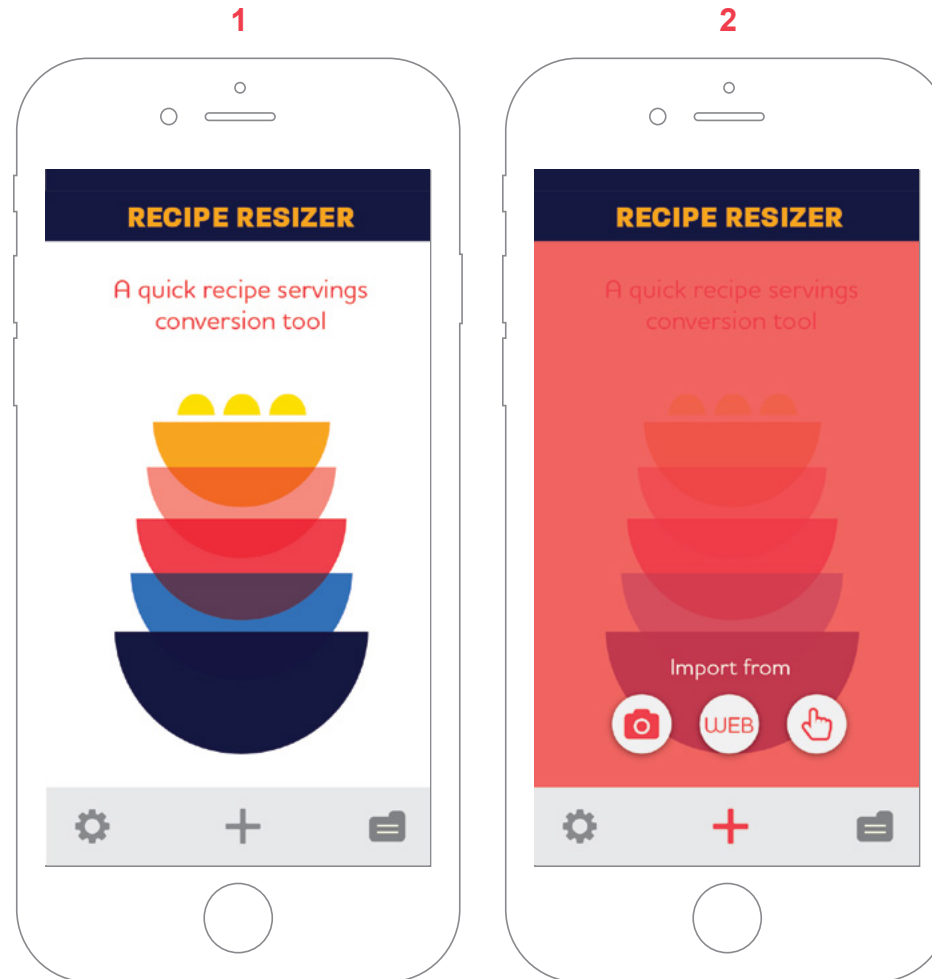 1
RECIPE RESIZER
A quick recipe servings
conversion tool
2
RECIPE RESIZER
A quick recipe servings
conversion tool
Import from
WEB